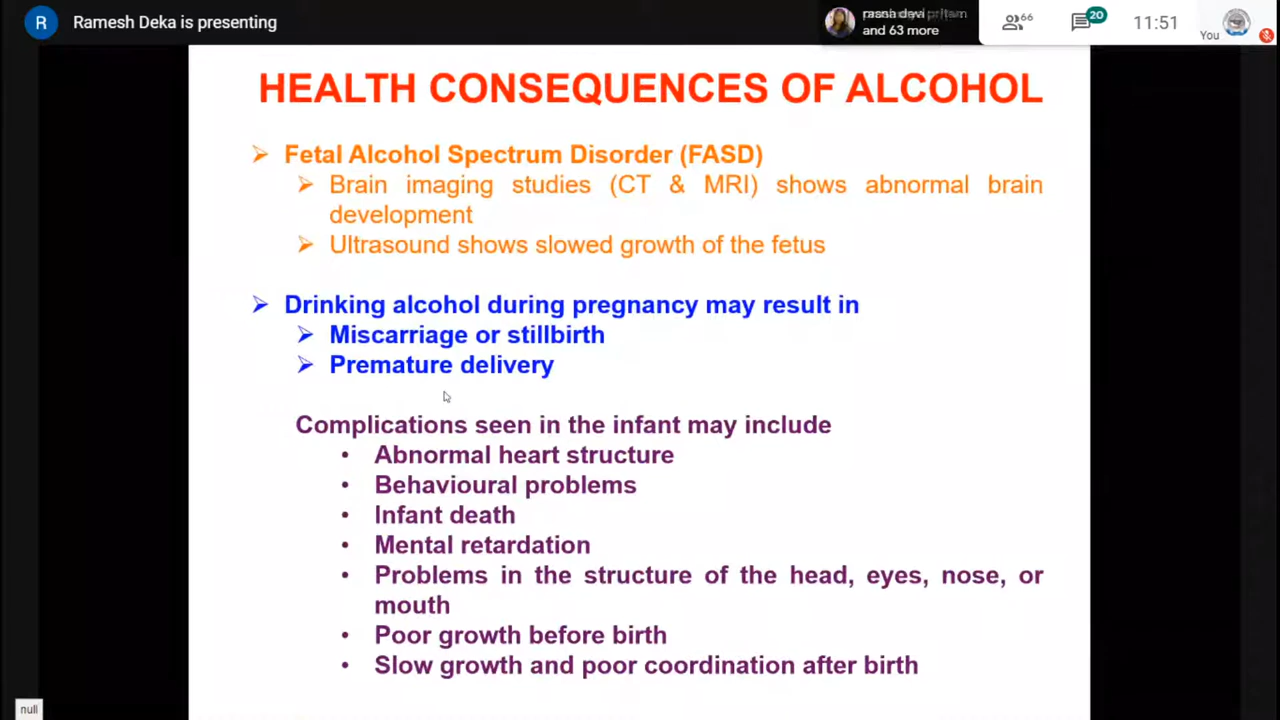 R Ramesh Deka is presenting
and 63 more
66
20
11:51
You
HEALTH CONSEQUENCES OF ALCOHOL
Fetal Alcohol Spectrum Disorder (FASD)
Brain imaging studies (CT & MRI) shows abnormal brain
development
Ultrasound shows slowed growth of the fetus
Drinking alcohol during pregnancy may result in
Miscarriage or stillbirth
Premature delivery
Complications seen in the infant may include
• Abnormal heart structure
• Behavioural problems
• Infant death
• Mental retardation
• Problems in the structure of the head, eyes, nose, or
mouth
• Poor growth before birth
• Slow growth and poor coordination after birth
null